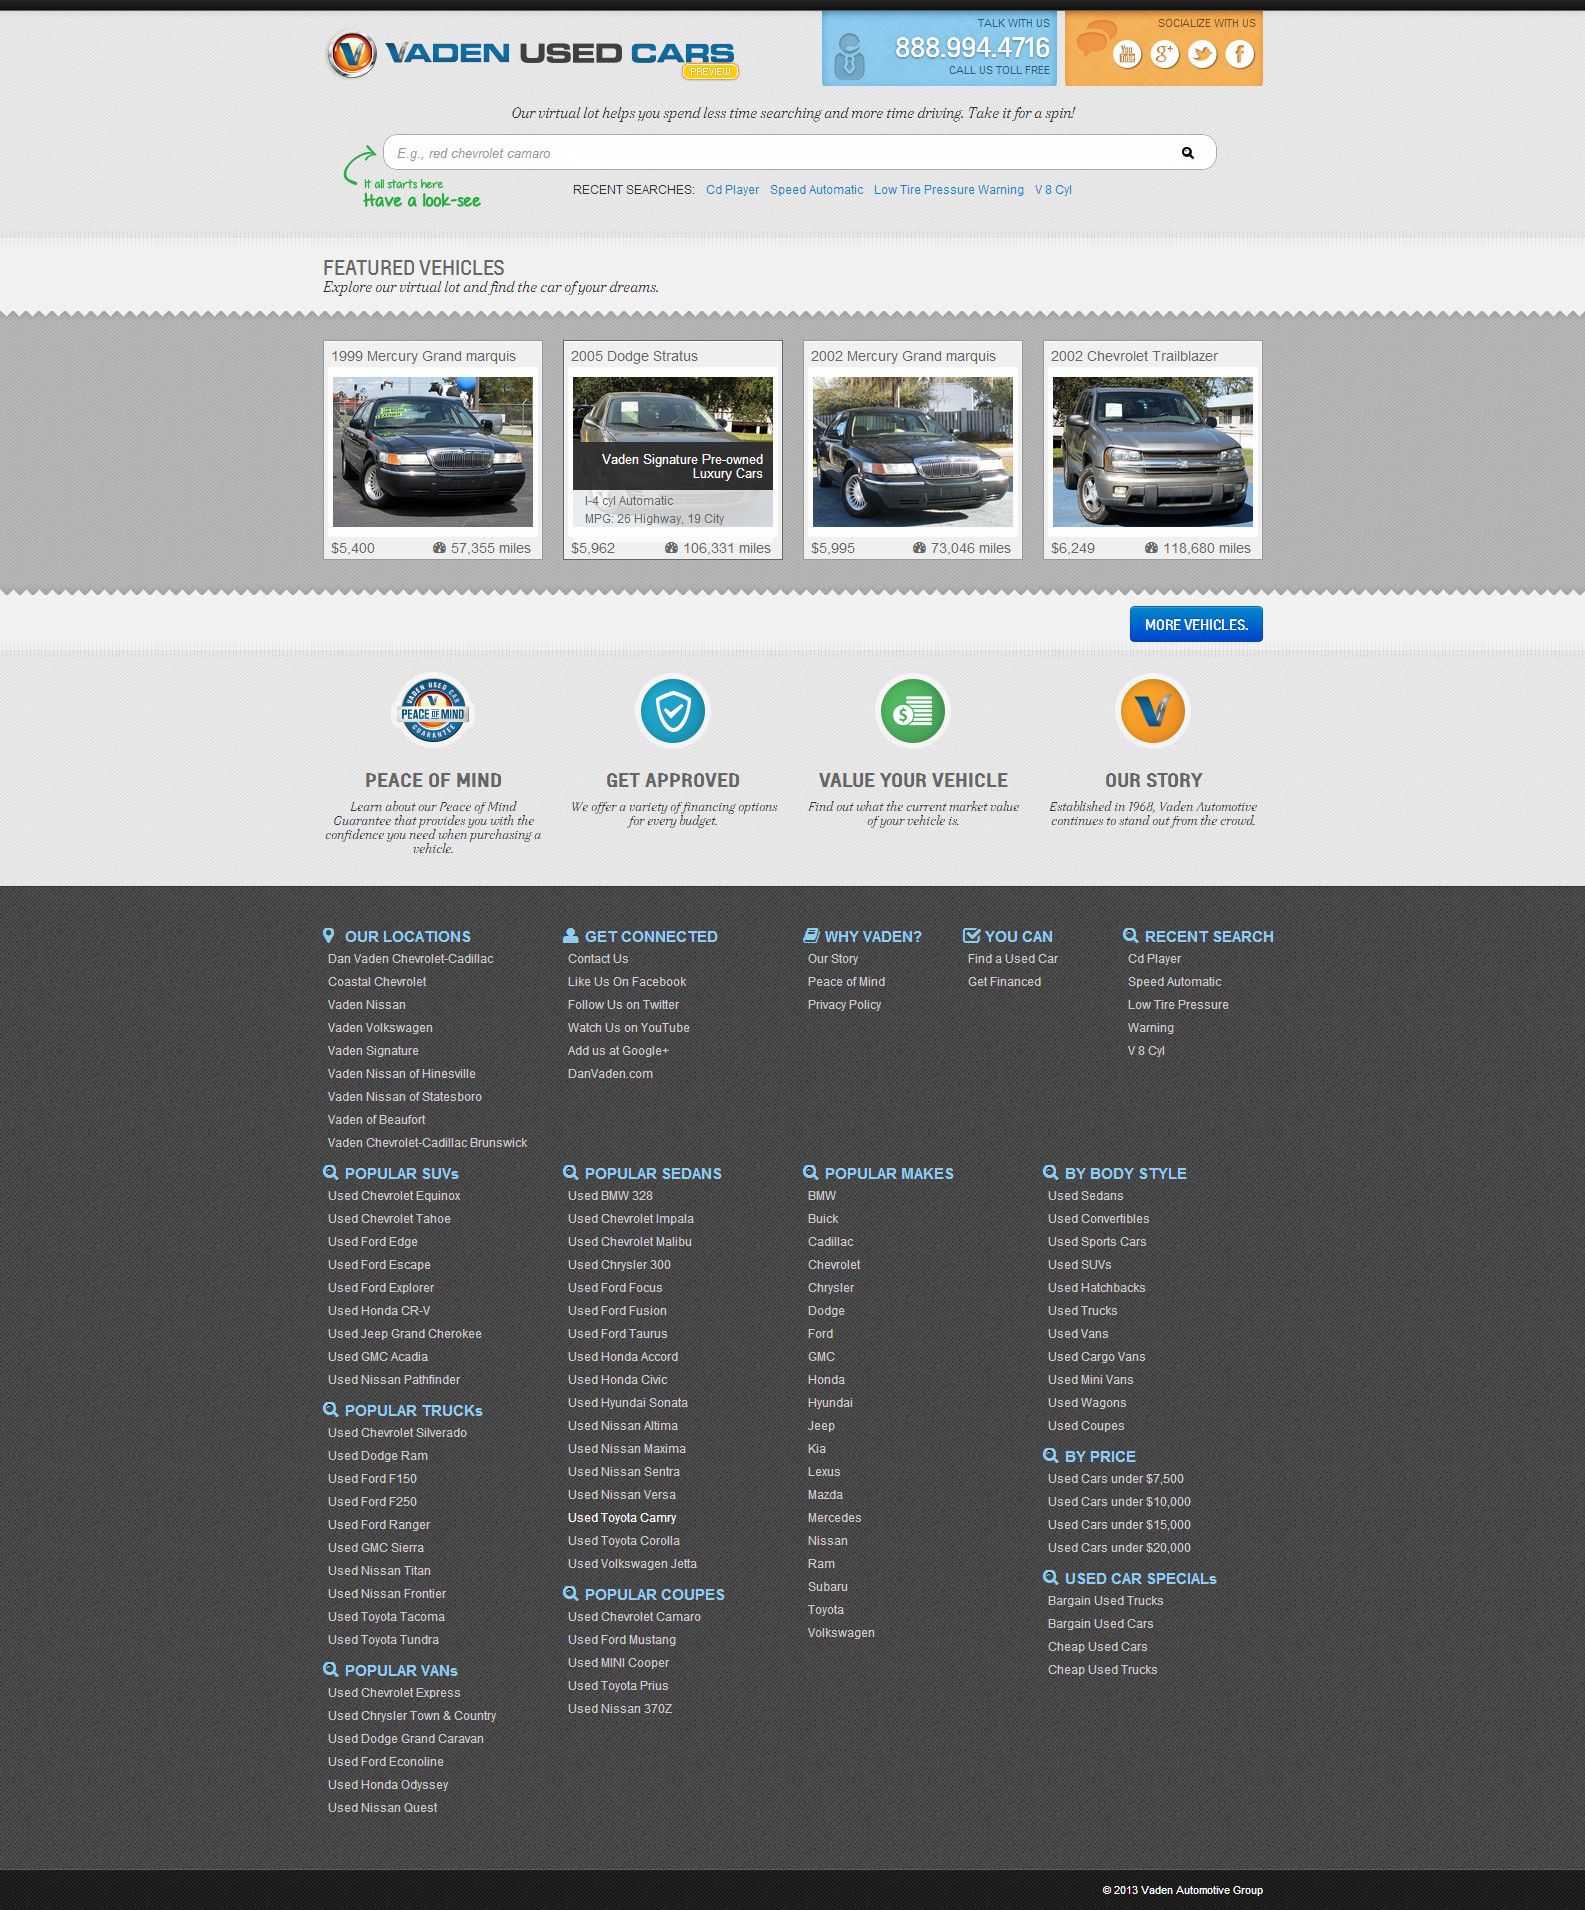 VADEN USED CARS
PREVIEW
TALK WITH US
888.994.4716
CALL US TOLL FREE
SOCIALIZE WITH US
You
Tube
g+
f
Our virtual lot helps you spend less time searching and more time driving. Take it for a spin!
E.g., red chevrolet camaro
It all starts here
Have a look-see
RECENT SEARCHES: Cd Player Speed Automatic Low Tire Pressure Warning V 8 Cyl
FEATURED VEHICLES
Explore our virtual lot and find the car of your dreams.
1999 Mercury Grand marquis
$5,400 57,355 miles
2005 Dodge Stratus
Vaden Signature Pre-owned
Luxury Cars
I-4 cyl Automatic
MPG: 26 Highway, 19 City
$5,962 106,331 miles
2002 Mercury Grand marquis
$5,995 73,046 miles
2002 Chevrolet Trailblazer
$6,249 118,680 miles
MORE VEHICLES.
VADEN USED CAR
PEACE OF MIND
GUARANTEE
PEACE OF MIND
Learn about our Peace of Mind
Guarantee that provides you with the
confidence you need when purchasing a
vehicle.
$
GET APPROVED
We offer a variety of financing options
for every budget.
VALUE YOUR VEHICLE
Find out what the current market value
of your vehicle is.
V
OUR STORY
Established in 1968, Vaden Automotive
continues to stand out from the crowd.
OUR LOCATIONS
Dan Vaden Chevrolet-Cadillac
Coastal Chevrolet
Vaden Nissan
Vaden Volkswagen
Vaden Signature
Vaden Nissan of Hinesville
Vaden Nissan of Statesboro
Vaden of Beaufort
Vaden Chevrolet-Cadillac Brunswick
GET CONNECTED
Contact Us
Like Us On Facebook
Follow Us on Twitter
Watch Us on YouTube
Add us at Google+
DanVaden.com
WHY VADEN?
Our Story
Peace of Mind
Privacy Policy
YOU CAN
Find a Used Car
Get Financed
RECENT SEARCH
Cd Player
Speed Automatic
Low Tire Pressure
Warning
V 8 Cyl
POPULAR SUVs
Used Chevrolet Equinox
Used Chevrolet Tahoe
Used Ford Edge
Used Ford Escape
Used Ford Explorer
Used Honda CR-V
Used Jeep Grand Cherokee
Used GMC Acadia
Used Nissan Pathfinder
POPULAR TRUCKs
Used Chevrolet Silverado
Used Dodge Ram
Used Ford F150
Used Ford F250
Used Ford Ranger
Used GMC Sierra
Used Nissan Titan
Used Nissan Frontier
Used Toyota Tacoma
Used Toyota Tundra
POPULAR VANs
Used Chevrolet Express
Used Chrysler Town & Country
Used Dodge Grand Caravan
Used Ford Econoline
Used Honda Odyssey
Used Nissan Quest
POPULAR SEDANS
Used BMW 328
Used Chevrolet Impala
Used Chevrolet Malibu
Used Chrysler 300
Used Ford Focus
Used Ford Fusion
Used Ford Taurus
Used Honda Accord
Used Honda Civic
Used Hyundai Sonata
Used Nissan Altima
Used Nissan Maxima
Used Nissan Sentra
Used Nissan Versa
Used Toyota Camry
Used Toyota Corolla
Used Volkswagen Jetta
POPULAR COUPES
Used Chevrolet Camaro
Used Ford Mustang
Used MINI Cooper
Used Toyota Prius
Used Nissan 370Z
POPULAR MAKES
BMW
Buick
Cadillac
Chevrolet
Chrysler
Dodge
Ford
GMC
Honda
Hyundai
Jeep
Kia
Lexus
Mazda
Mercedes
Nissan
Ram
Subaru
Toyota
Volkswagen
BY BODY STYLE
Used Sedans
Used Convertibles
Used Sports Cars
Used SUVs
Used Hatchbacks
Used Trucks
Used Vans
Used Cargo Vans
Used Mini Vans
Used Wagons
Used Coupes
BY PRICE
Used Cars under $7,500
Used Cars under $10,000
Used Cars under $15,000
Used Cars under $20,000
USED CAR SPECIALs
Bargain Used Trucks
Bargain Used Cars
Cheap Used Cars
Cheap Used Trucks
© 2013 Vaden Automotive Group